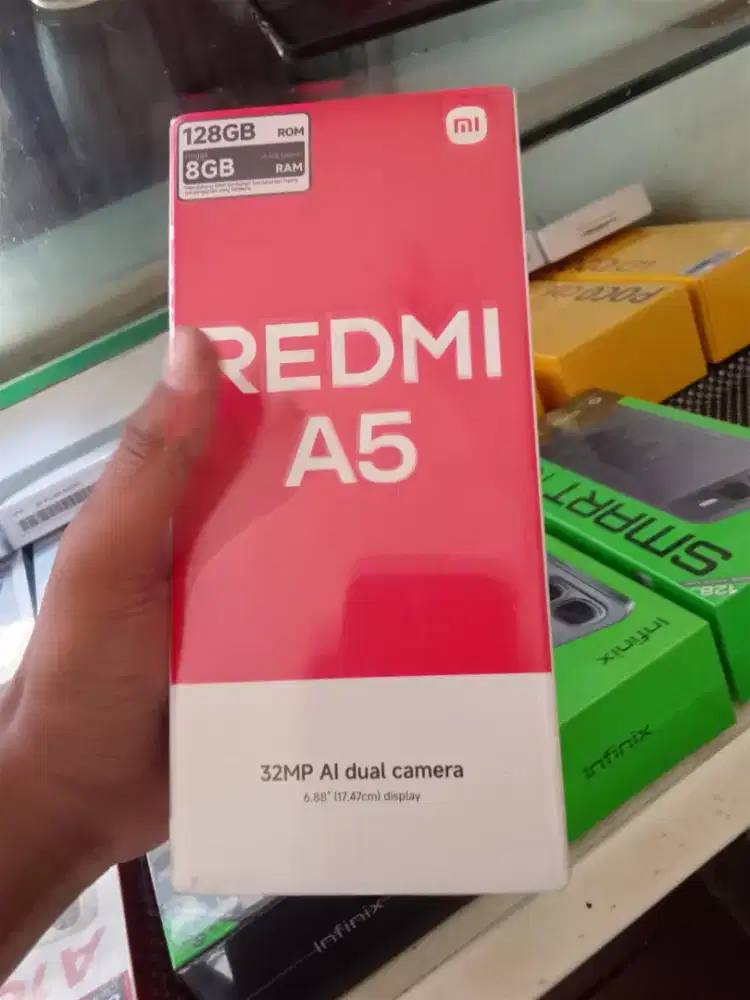 128GB ROM
8GB RAM
mi
REDMI
A5
32MP AI dual camera
6.88" (17.47cm) display
POCO
SMART
128
Infinix
Infinix
Infinix